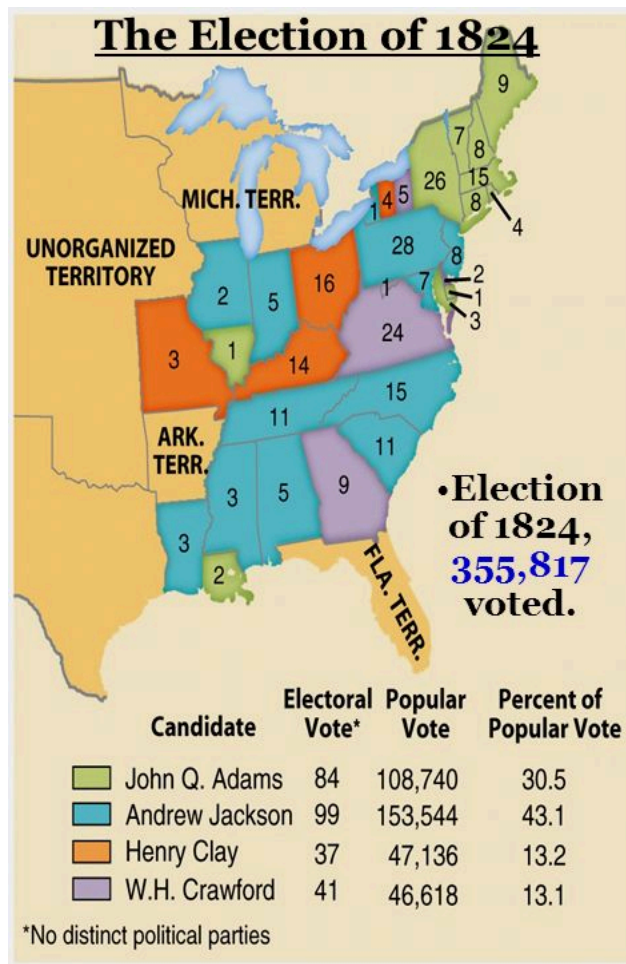 The Election of 1824
9
7
8
15
26
8
4
MICH. TERR.
1
4
5
UNORGANIZED
TERRITORY
28
8
2
5
16
1
7
2
1
3
24
3
1
14
15
11
ARK.
TERR.
11
3
5
9
3
2
FLA. TERR.
•Election
of 1824,
355,817
voted.
Candidate Electoral Vote* Popular Vote Percent of Popular Vote
John Q. Adams 84 108,740 30.5
Andrew Jackson 99 153,544 43.1
Henry Clay 37 47,136 13.2
W.H. Crawford 41 46,618 13.1
*No distinct political parties